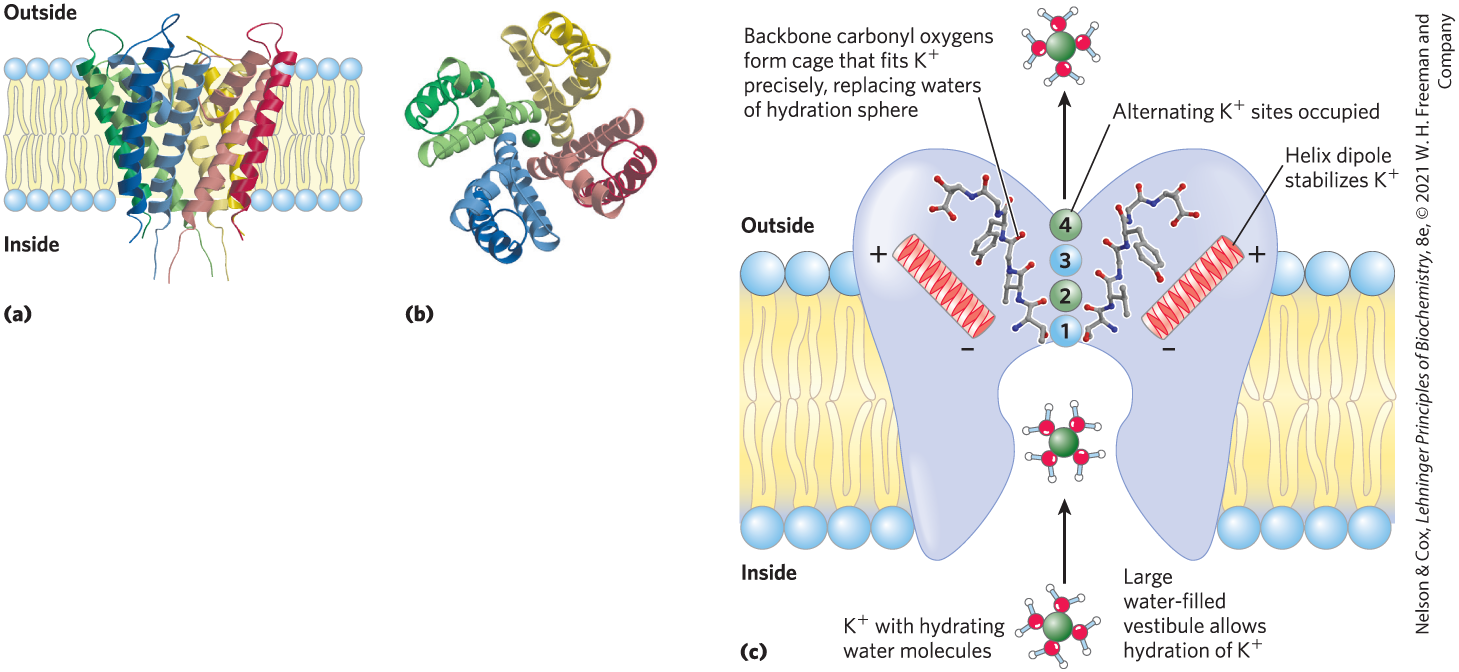 Outside
Inside
(a)
(b)
Backbone carbonyl oxygens
form cage that fits K+
precisely, replacing waters
of hydration sphere
Alternating K+ sites occupied
Helix dipole
stabilizes K+
Outside
+
+
4
3
2
1
–
–
Inside
K+ with hydrating
water molecules
Large
water-filled
vestibule allows
hydration of K+
(c)
Nelson & Cox, Lehninger Principles of Biochemistry, 8e, © 2021 W. H. Freeman and
Company